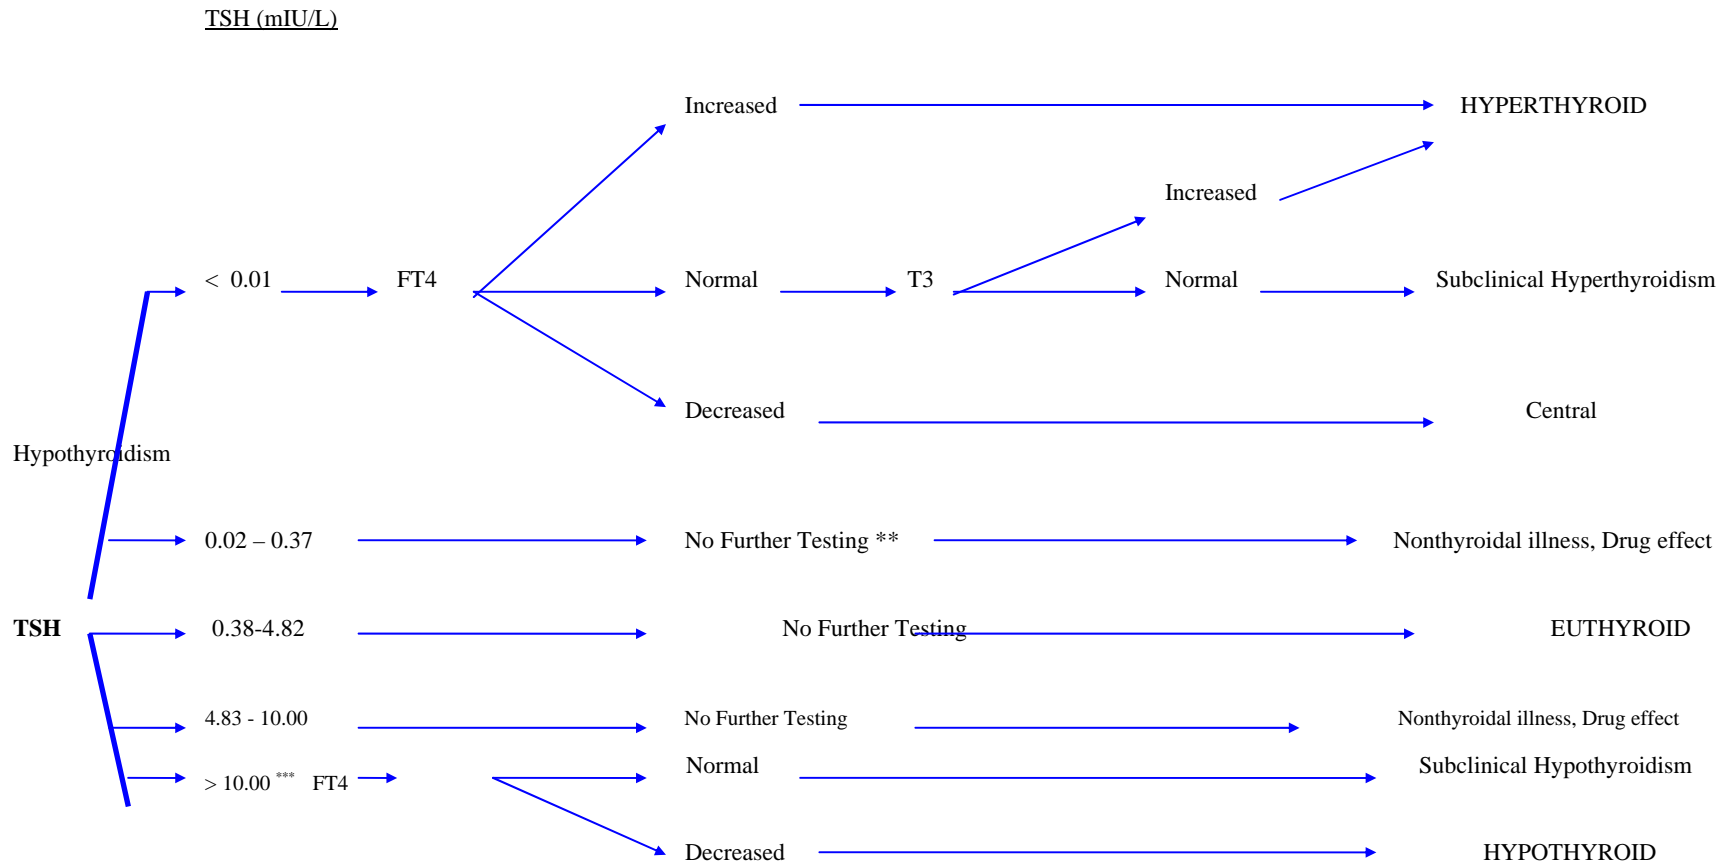 TSH (mIU/L)
Increased HYPERTHYROID
Increased
< 0.01 FT4 Normal T3 Normal Subclinical Hyperthyroidism
Decreased Central
Hypothyroidism
0.02 – 0.37 No Further Testing ** Nonthyroidal illness, Drug effect
TSH 0.38-4.82 No Further Testing EUTHYROID
4.83 - 10.00 No Further Testing Nonthyroidal illness, Drug effect
Normal Subclinical Hypothyroidism
> 10.00 *** FT4
Decreased HYPOTHYROID